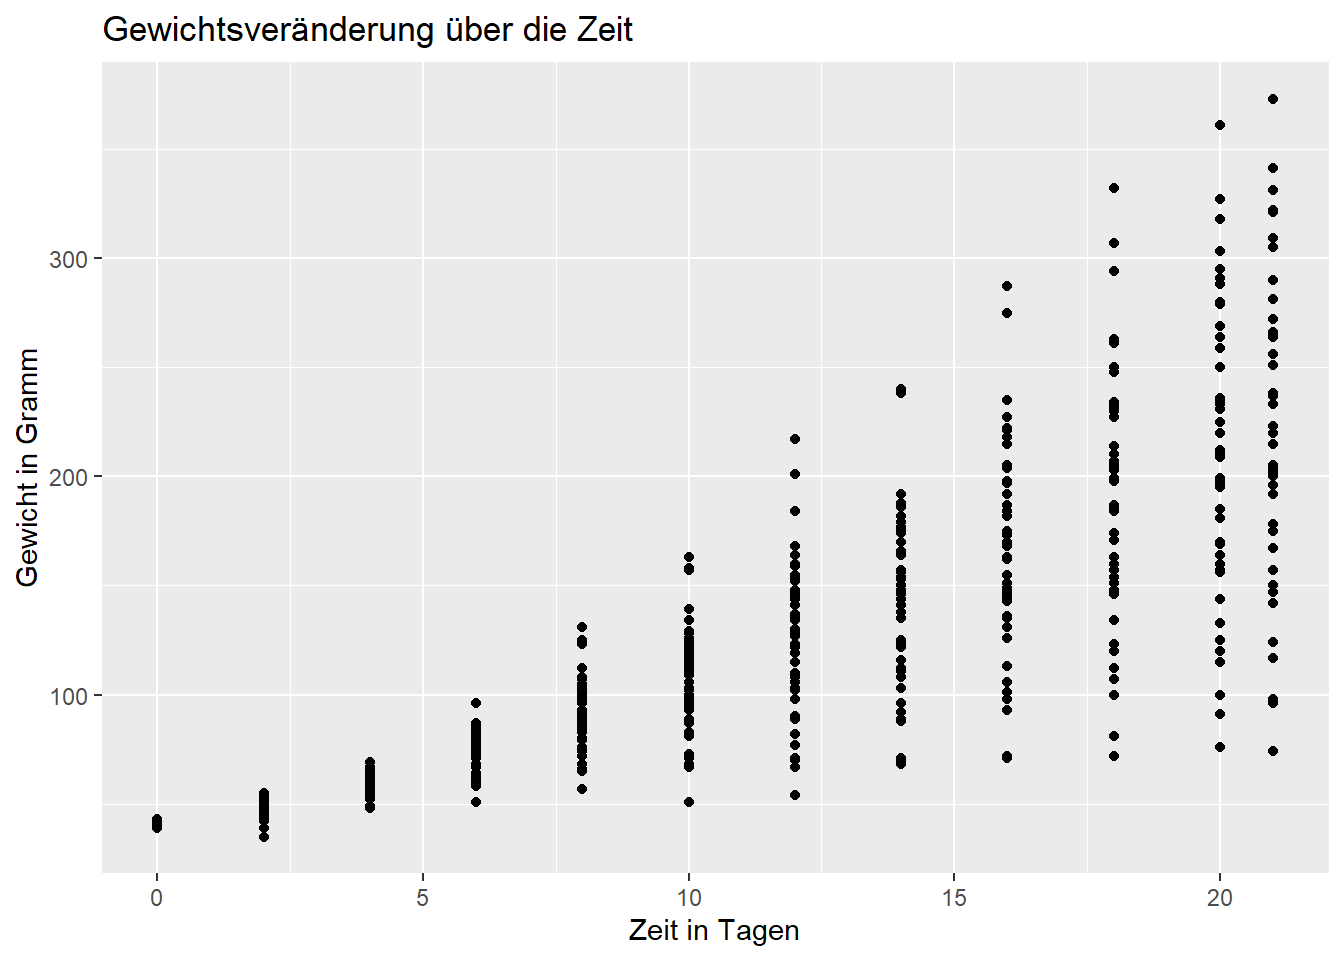 Gewichtsveränderung über die Zeit
Gewicht in Gramm
300
200
100
0 5 10 15 20
Zeit in Tagen